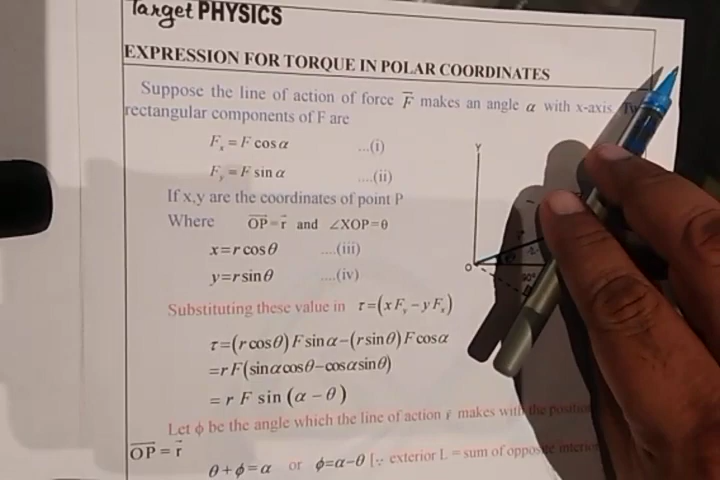 Target PHYSICS
EXPRESSION FOR TORQUE IN POLAR COORDINATES
Suppose the line of action of force F⃗ makes an angle α with x-axis
rectangular components of F are
Fₓ = F cos α ...(i)
Fᵧ = F sin α ....(ii)
If x,y are the coordinates of point P
Where OP⃗ = r⃗ and ∠XOP=θ
x=r cos θ ....(iii)
y=r sin θ ....(iv)
Substituting these value in τ=(xFᵧ − yFₓ)
τ=(r cos θ) F sin α−(r sin θ) F cos α
=r F(sin α cos θ−cos α sin θ)
= r F sin (α − θ)
Let ϕ be the angle which the line of action F makes with the position
OP⃗ = r⃗
θ+ϕ=α or ϕ=α−θ [∵ exterior L = sum of opposite interior
Y
O
90°